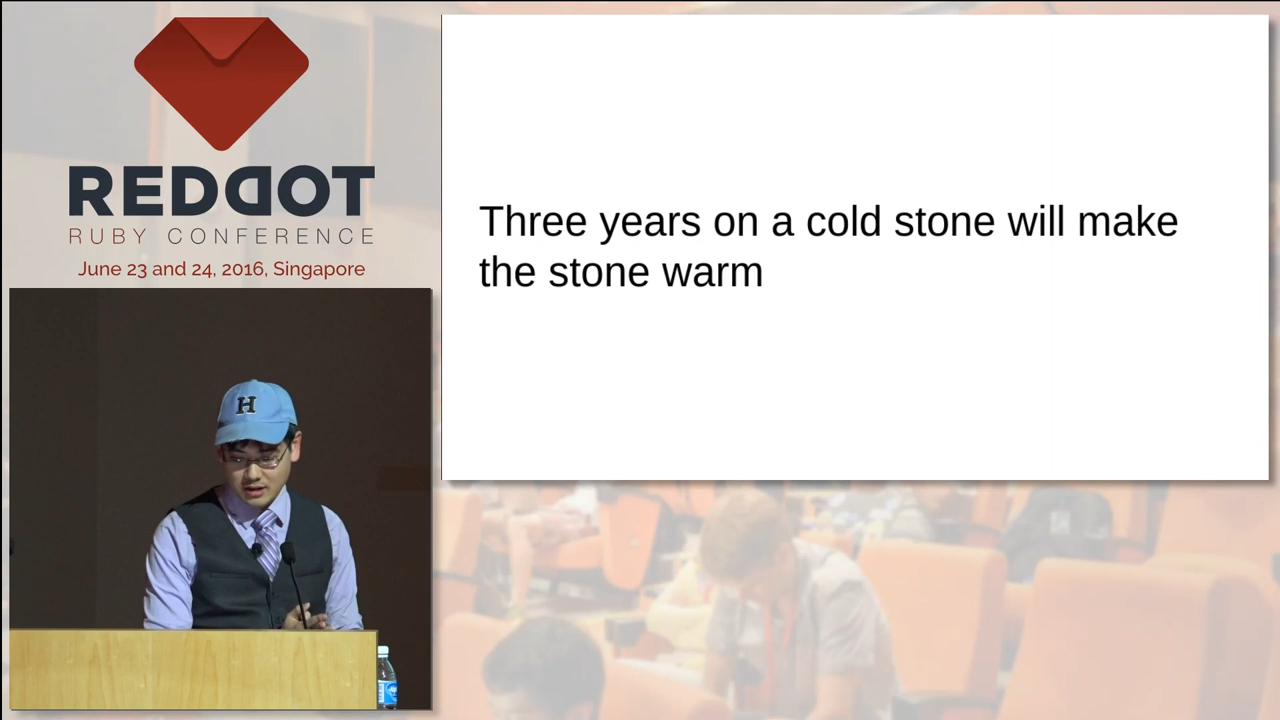 REDDOT
RUBY CONFERENCE
June 23 and 24, 2016, Singapore
H
Three years on a cold stone will make
the stone warm